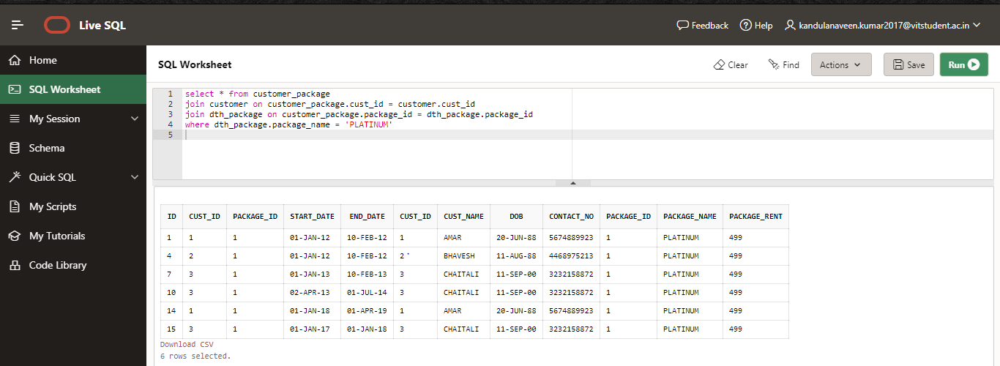 Live SQL
Feedback Help kandulanaveen.kumar2017@vitstudent.ac.in
Home
SQL Worksheet
My Session
Schema
Quick SQL
My Scripts
My Tutorials
Code Library
SQL Worksheet
Clear Find Actions Save Run
1 select * from customer_package
2 join customer on customer_package.cust_id = customer.cust_id
3 join dth_package on customer_package.package_id = dth_package.package_id
4 where dth_package.package_name = 'PLATINUM'
5
ID CUST_ID PACKAGE_ID START_DATE END_DATE CUST_ID CUST_NAME DOB CONTACT_NO PACKAGE_ID PACKAGE_NAME PACKAGE_RENT
1 1 1 01-JAN-12 10-FEB-12 1 AMAR 20-JUN-88 5674889923 1 PLATINUM 499
4 2 1 01-JAN-12 10-FEB-12 2 BHAVESH 11-AUG-88 4468975213 1 PLATINUM 499
7 3 1 01-JAN-13 10-FEB-13 3 CHAITALI 11-SEP-00 3232158872 1 PLATINUM 499
10 3 1 02-APR-13 01-JUL-14 3 CHAITALI 11-SEP-00 3232158872 1 PLATINUM 499
14 1 1 01-JAN-18 01-APR-19 1 AMAR 20-JUN-88 5674889923 1 PLATINUM 499
15 3 1 01-JAN-17 01-JAN-18 3 CHAITALI 11-SEP-00 3232158872 1 PLATINUM 499
Download CSV
6 rows selected.